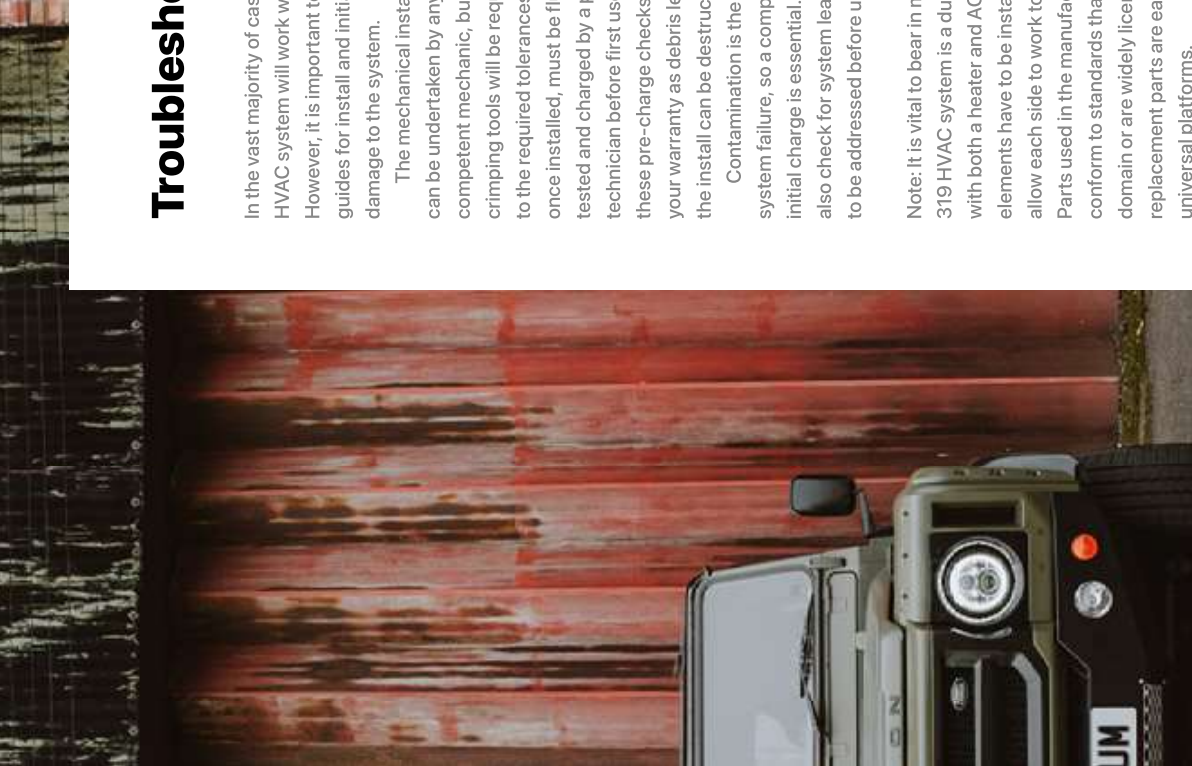 Troublesh
In the vast majority of cas
HVAC system will work w
However, it is important t
guides for install and initi
damage to the system.
The mechanical insta
can be undertaken by any
competent mechanic, bu
crimping tools will be req
to the required tolerances
once installed, must be fl
tested and charged by a p
technician before first us
these pre-charge checks
your warranty as debris le
the install can be destruc
Contamination is the
system failure, so a comp
initial charge is essential.
also check for system lea
to be addressed before u
Note: It is vital to bear in m
319 HVAC system is a du
with both a heater and AC
elements have to be insta
allow each side to work to
Parts used in the manufac
conform to standards tha
domain or are widely licen
replacement parts are ea
universal platforms.
ON
UM